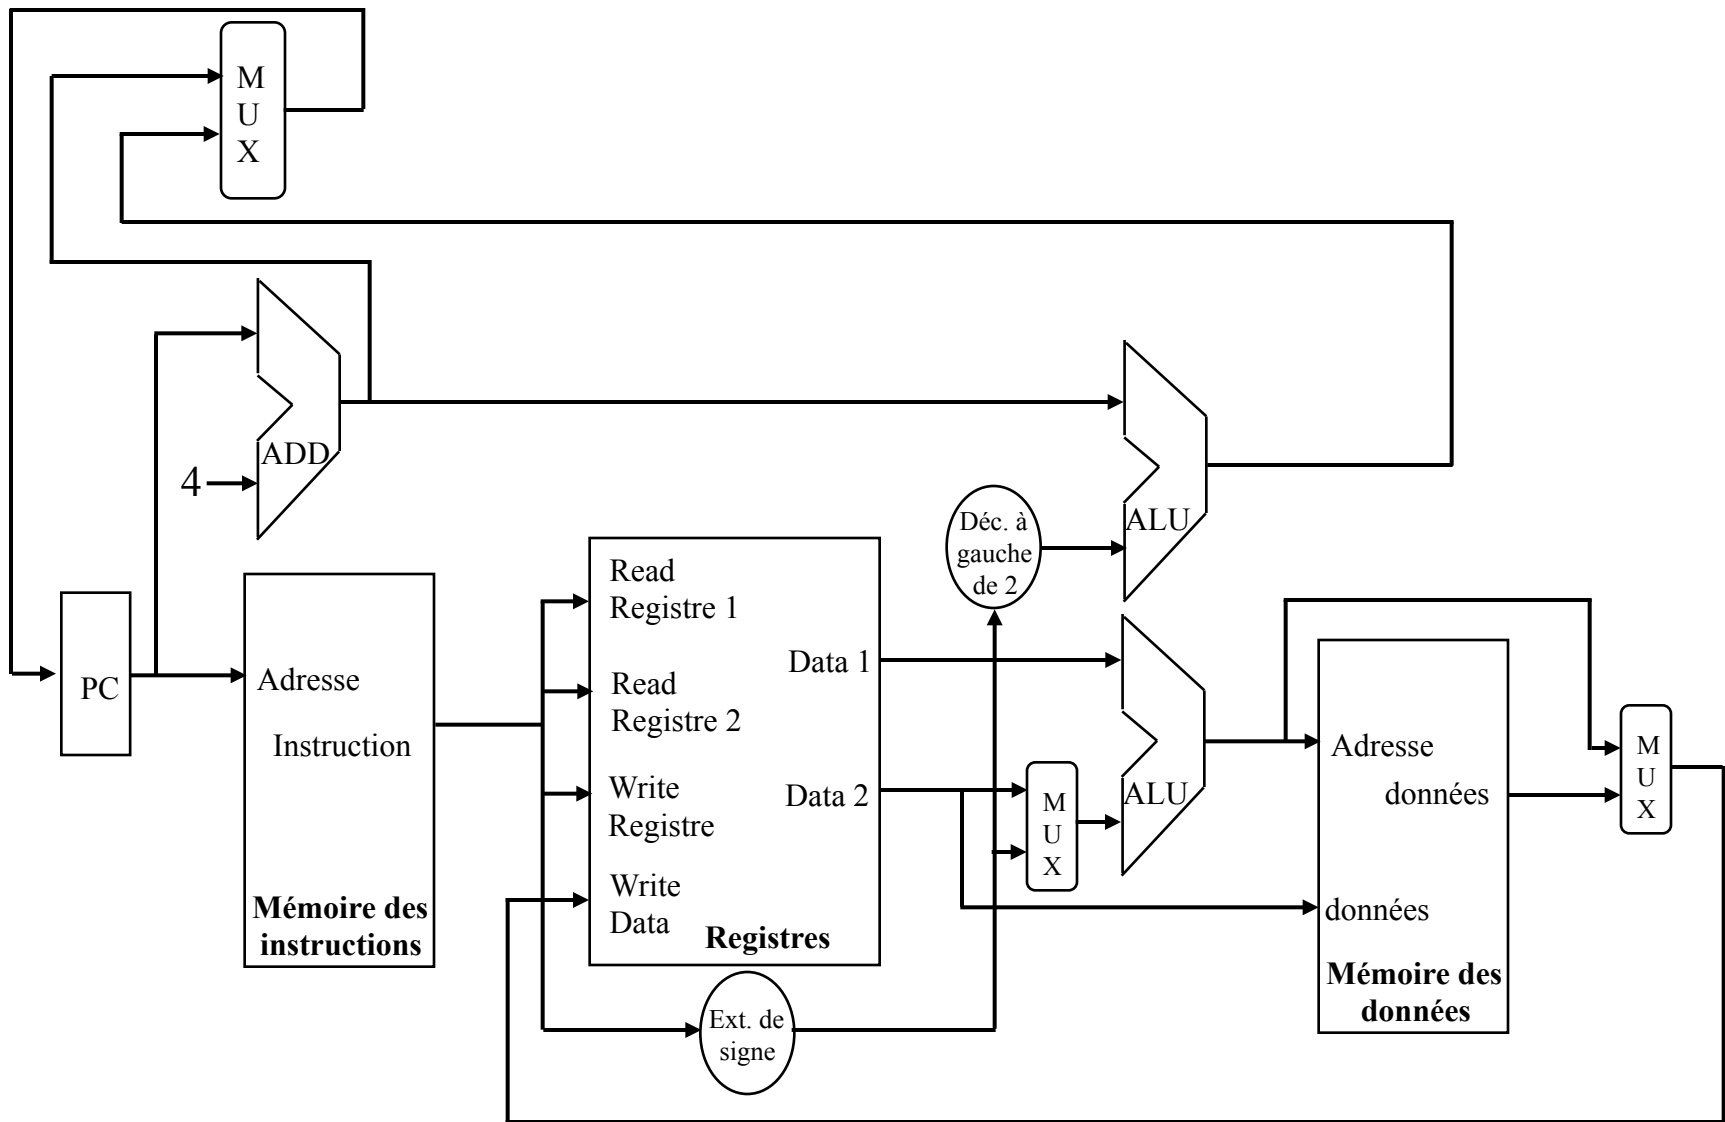 M
U
X
ADD
4
ALU
Déc. à
gauche
de 2
PC
Adresse
Instruction
Mémoire des
instructions
Read
Registre 1
Read
Registre 2
Write
Registre
Write
Data
Data 1
Data 2
Registres
Ext. de
signe
M
U
X
ALU
Adresse
données
données
Mémoire des
données
M
U
X